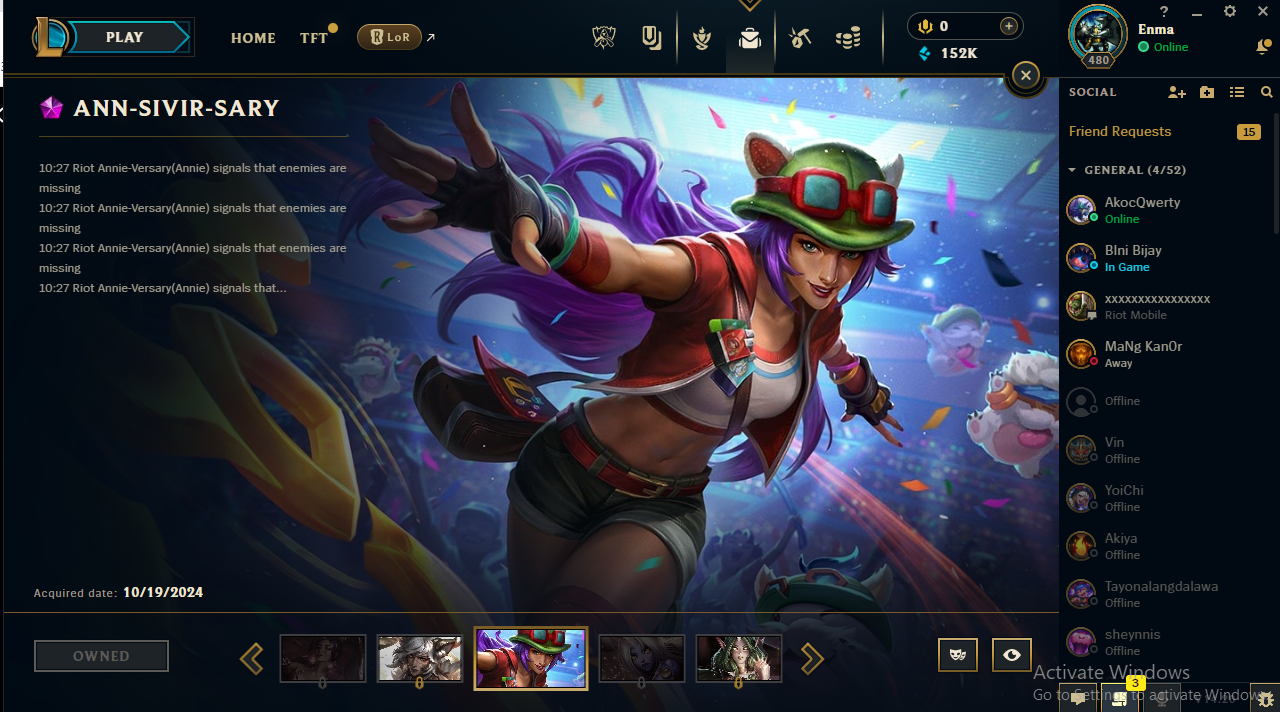 PLAY
HOME
TFT
LoR
0
152K
?
Enma
Online
480
ANN-SIVIR-SARY
10:27 Riot Annie-Versary(Annie) signals that enemies are
missing
10:27 Riot Annie-Versary(Annie) signals that enemies are
missing
10:27 Riot Annie-Versary(Annie) signals that enemies are
missing
10:27 Riot Annie-Versary(Annie) signals that...
Acquired date: 10/19/2024
OWNED
SOCIAL
Friend Requests
15
GENERAL (4/52)
AkocQwerty
Online
BIni Bijay
In Game
xxxxxxxxxxxxxxxx
Riot Mobile
MaNg Kan0r
Away
Offline
Vin
Offline
YoiChi
Offline
Akiya
Offline
Tayonalangdalawa
Offline
sheynnis
Offline
Activate Windows
Go to Settings to activate Windows.
3